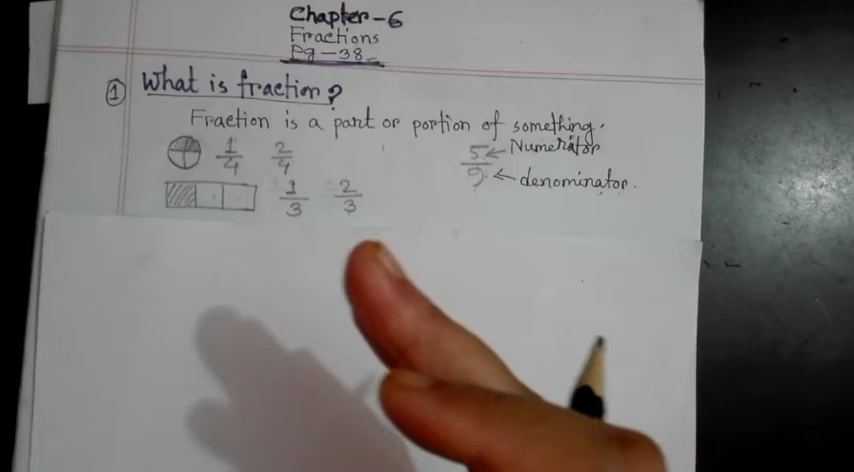 Chapter-6
Fractions
Pg-38
① What is fraction?
Fraction is a part or portion of something.
1/4 2/4 5/9 ← Numerator
← denominator.
1/3 2/3